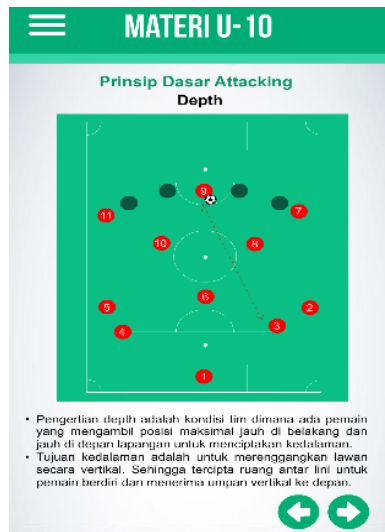 MATERI U-10
Prinsip Dasar Attacking
Depth
9
11
7
10
8
6
5
2
3
4
1
• Pengertian depth adalah kondisi tim dimana ada pemain
yang mengambil posisi maksimal jauh di belakang dan
jauh di depan lapangan untuk menciptakan kedalaman.
• Tujuan kedalaman adalah untuk merenggangkan lawan
secara vertikal. Sehingga tercipta ruang antar lini untuk
pemain berdiri dan menerima umpan vertikal ke depan.